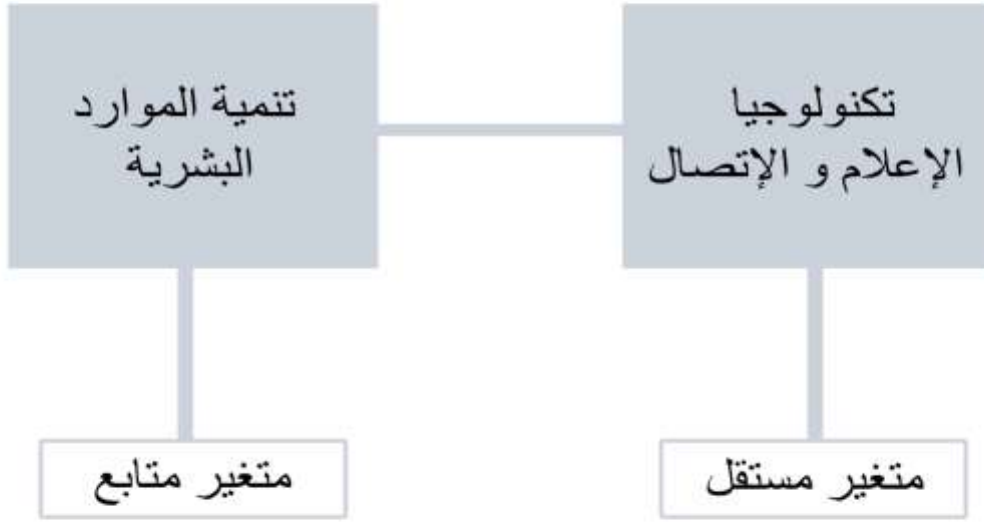 تكنولوجيا
الإعلام و الإتصال
تنمية الموارد
البشرية
متغير مستقل
متغير متابع